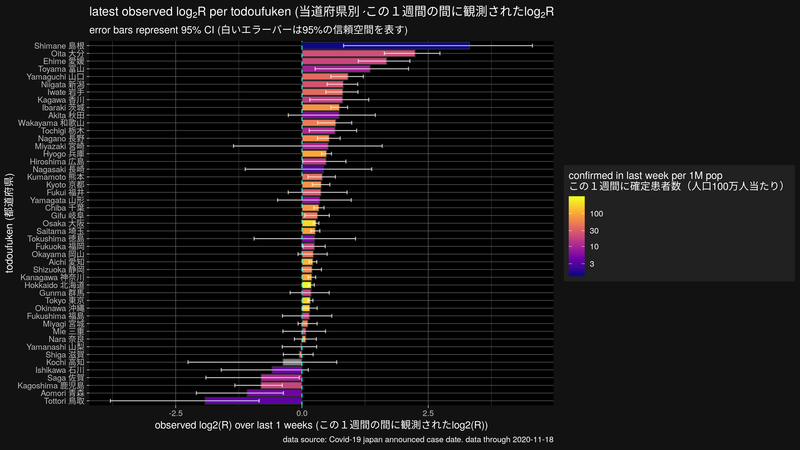 latest observed log₂R per todoufuken (当道府県別 この１週間の間に観測されたlog₂R
error bars represent 95% CI (白いエラーバーは95%の信頼空間を表す)
todoufuken (都道府県)
Shimane 島根
Oita 大分
Ehime 愛媛
Toyama 富山
Yamaguchi 山口
Niigata 新潟
Iwate 岩手
Kagawa 香川
Ibaraki 茨城
Akita 秋田
Wakayama 和歌山
Tochigi 栃木
Nagano 長野
Miyazaki 宮崎
Hyogo 兵庫
Hiroshima 広島
Nagasaki 長崎
Kumamoto 熊本
Kyoto 京都
Fukui 福井
Yamagata 山形
Chiba 千葉
Gifu 岐阜
Osaka 大阪
Saitama 埼玉
Tokushima 徳島
Fukuoka 福岡
Okayama 岡山
Aichi 愛知
Shizuoka 静岡
Kanagawa 神奈川
Hokkaido 北海道
Gunma 群馬
Tokyo 東京
Okinawa 沖縄
Fukushima 福島
Miyagi 宮城
Mie 三重
Nara 奈良
Yamanashi 山梨
Shiga 滋賀
Kochi 高知
Ishikawa 石川
Saga 佐賀
Kagoshima 鹿児島
Aomori 青森
Tottori 鳥取
-2.5 0.0 2.5
observed log2(R) over last 1 weeks (この１週間の間に観測されたlog2(R))
data source: Covid-19 japan announced case date. data through 2020-11-18
confirmed in last week per 1M pop
この１週間に確定患者数（人口100万人当たり）
100
30
10
3